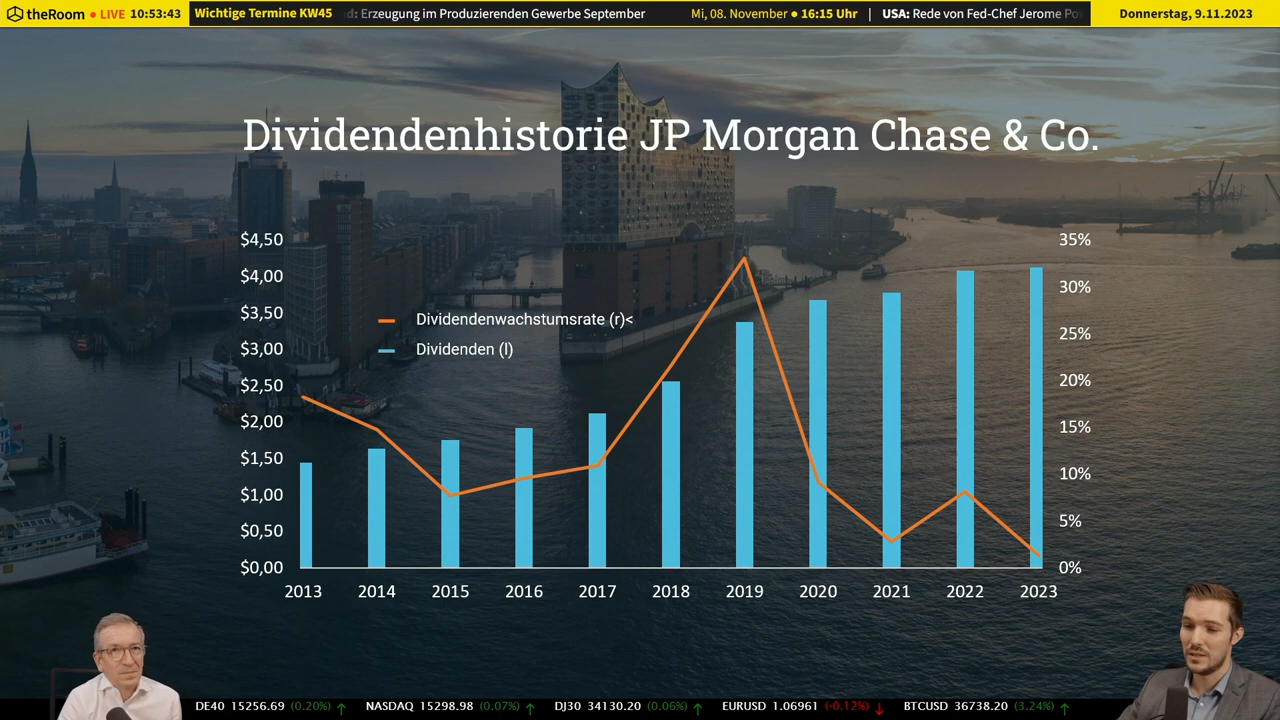 theRoom ● LIVE 10:53:43 Wichtige Termine KW45 d: Erzeugung im Produzierenden Gewerbe September Mi, 08. November ● 16:15 Uhr | USA: Rede von Fed-Chef Jerome Po Donnerstag, 9.11.2023
Dividendenhistorie JP Morgan Chase & Co.
$4,50 35%
$4,00 30%
$3,50 25%
$3,00 20%
$2,50 15%
$2,00 10%
$1,50 5%
$1,00 0%
$0,50
$0,00
Dividendenwachstumsrate (r)<
Dividenden (l)
2013 2014 2015 2016 2017 2018 2019 2020 2021 2022 2023
DE40 15256.69 (0.20%) ↑ NASDAQ 15298.98 (0.07%) ↑ DJ30 34130.20 (0.06%) ↑ EURUSD 1.06961 (-0.12%) ↓ BTCUSD 36738.20 (3.24%) ↑